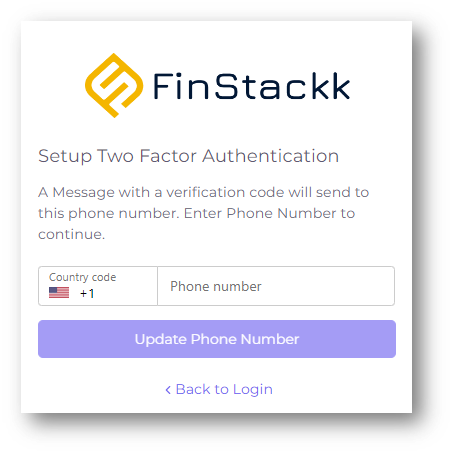 FinStackk
Setup Two Factor Authentication
A Message with a verification code will send to
this phone number. Enter Phone Number to
continue.
Country code
+1
Phone number
Update Phone Number
‹ Back to Login